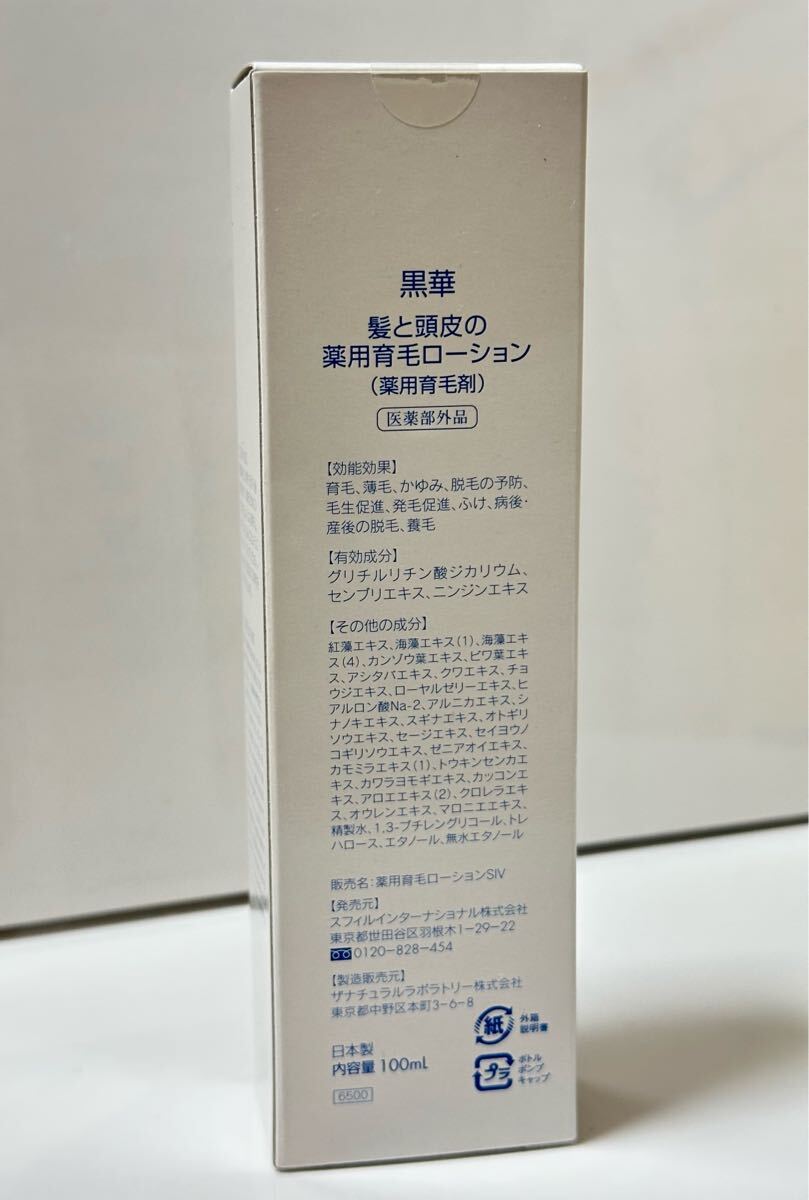 黒華
髪と頭皮の
薬用育毛ローション
(薬用育毛剤)
医薬部外品
【効能効果】
育毛、薄毛、かゆみ、脱毛の予防、
毛生促進、発毛促進、ふけ、病後・
産後の脱毛、養毛
【有効成分】
グリチルリチン酸ジカリウム、
センブリエキス、ニンジンエキス
【その他の成分】
紅藻エキス、海藻エキス(1)、海藻エキ
ス(4)、カンゾウ葉エキス、ビワ葉エキ
ス、アシタバエキス、クワエキス、チョ
ウジエキス、ローヤルゼリーエキス、ヒ
アルロン酸Na-2、アルニカエキス、シ
ナノキエキス、スギナエキス、オトギリ
ソウエキス、セージエキス、セイヨウノ
コギリソウエキス、ゼニアオイエキス、
カモミラエキス(1)、トウキンセンカエ
キス、カワラヨモギエキス、カッコンエ
キス、アロエエキス(2)、クロレラエキ
ス、オウレンエキス、マロニエエキス、
精製水、1,3-ブチレングリコール、トレ
ハロース、エタノール、無水エタノール
販売名:薬用育毛ローションSIV
【発売元】
スフィルインターナショナル株式会社
東京都世田谷区羽根木1-29-22
0120-828-454
【製造販売元】
ザナチュラルラボラトリー株式会社
東京都中野区本町3-6-8
紙
外箱
説明書
日本製
内容量 100mL
プラ
ボトル
ポンプ
キャップ
6500